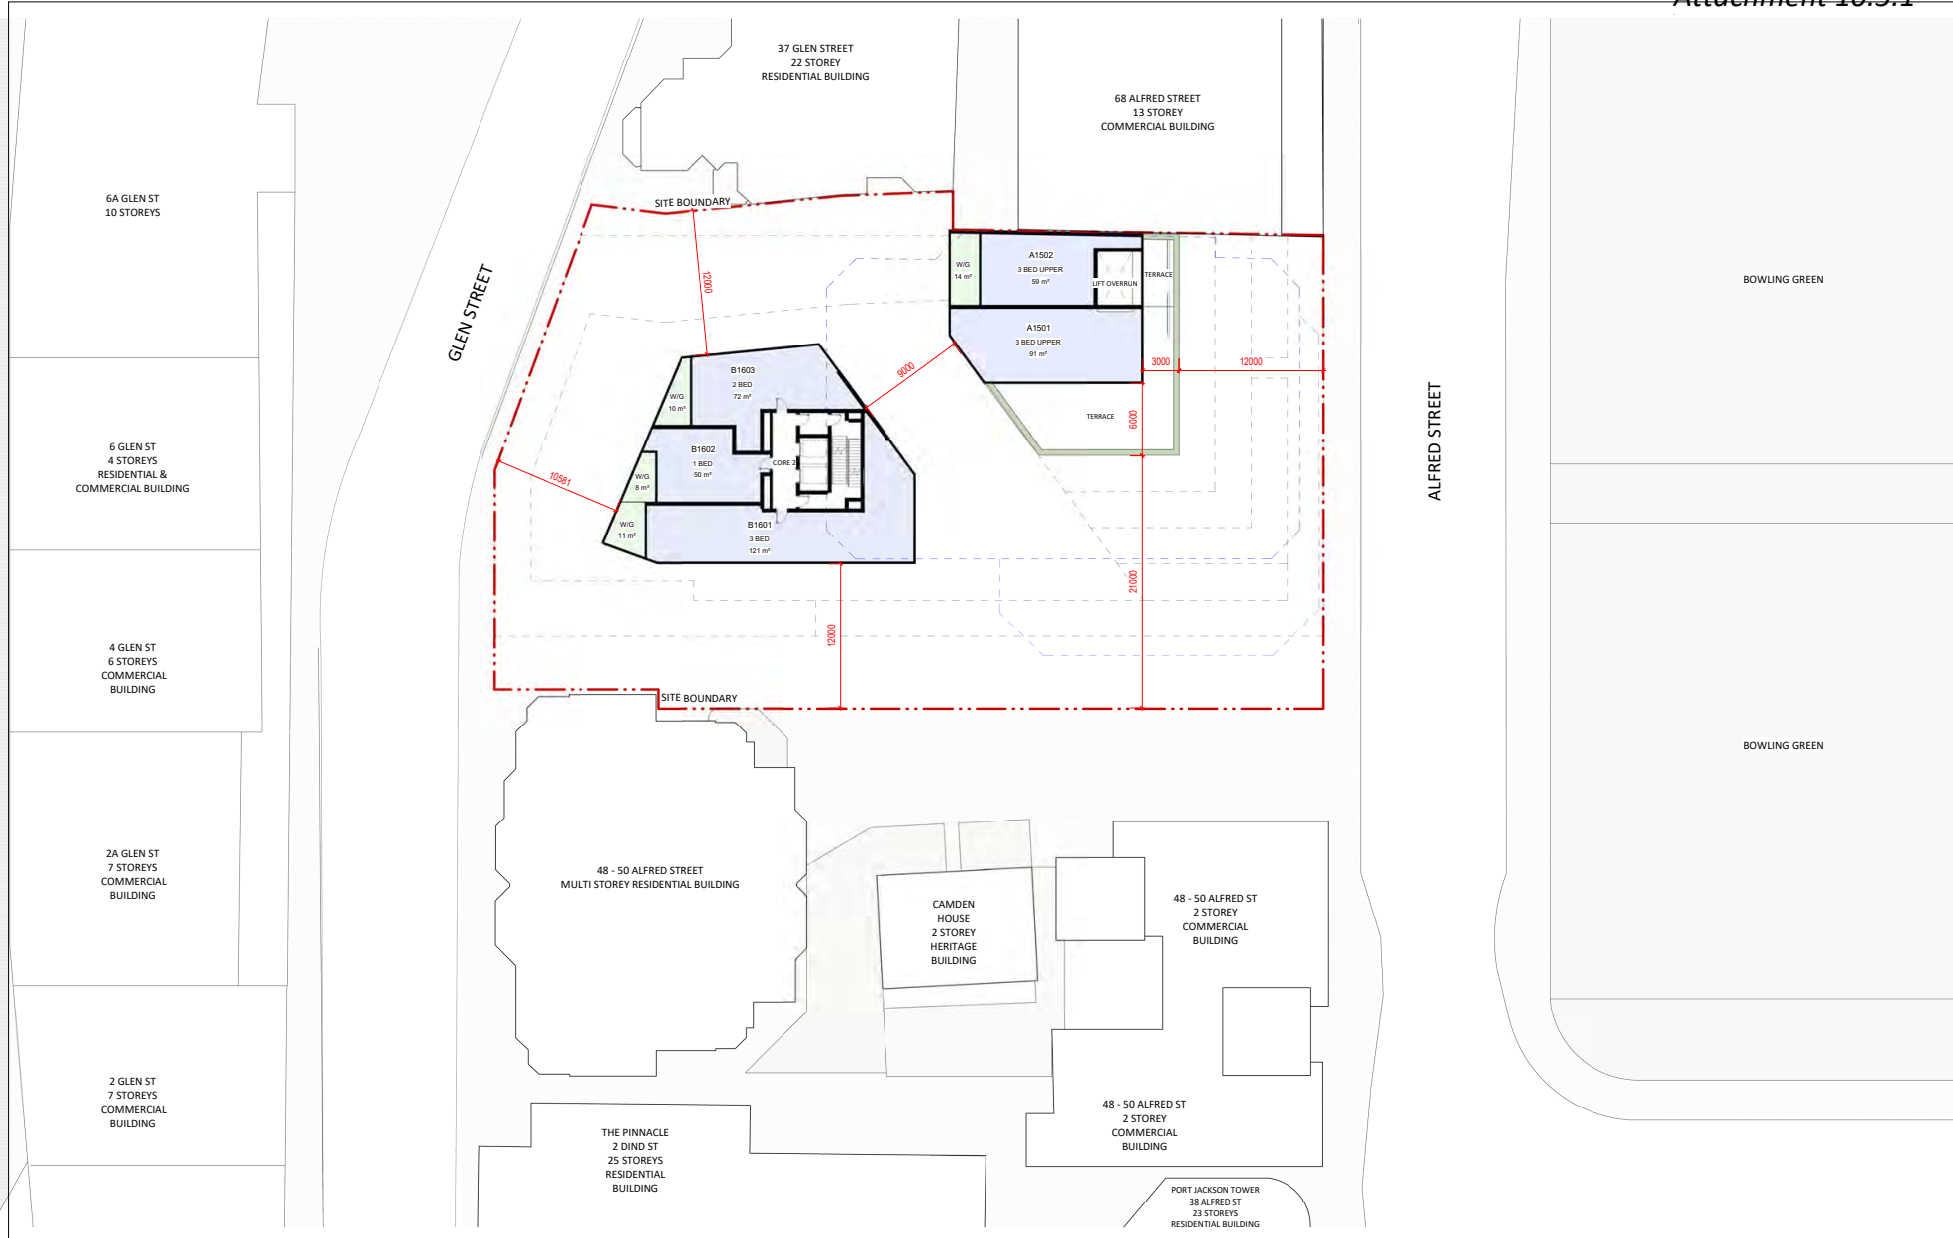 Attachment 10.3.1
37 GLEN STREET
22 STOREY
RESIDENTIAL BUILDING
68 ALFRED STREET
13 STOREY
COMMERCIAL BUILDING
6A GLEN ST
10 STOREYS
SITE BOUNDARY
GLEN STREET
12000
W/G
14 m²
A1502
3 BED UPPER
59 m²
LIFT OVERRUN
TERRACE
A1501
3 BED UPPER
91 m²
3000
12000
9000
TERRACE
6000
BOWLING GREEN
ALFRED STREET
B1603
2 BED
72 m²
W/G
10 m²
B1602
1 BED
50 m²
CORE 2
W/G
8 m²
W/G
11 m²
B1601
3 BED
121 m²
10581
6 GLEN ST
4 STOREYS
RESIDENTIAL &
COMMERCIAL BUILDING
21000
12000
4 GLEN ST
6 STOREYS
COMMERCIAL
BUILDING
SITE BOUNDARY
BOWLING GREEN
2A GLEN ST
7 STOREYS
COMMERCIAL
BUILDING
48 - 50 ALFRED STREET
MULTI STOREY RESIDENTIAL BUILDING
CAMDEN
HOUSE
2 STOREY
HERITAGE
BUILDING
48 - 50 ALFRED ST
2 STOREY
COMMERCIAL
BUILDING
2 GLEN ST
7 STOREYS
COMMERCIAL
BUILDING
THE PINNACLE
2 DIND ST
25 STOREYS
RESIDENTIAL
BUILDING
48 - 50 ALFRED ST
2 STOREY
COMMERCIAL
BUILDING
PORT JACKSON TOWER
38 ALFRED ST
23 STOREYS
RESIDENTIAL BUILDING